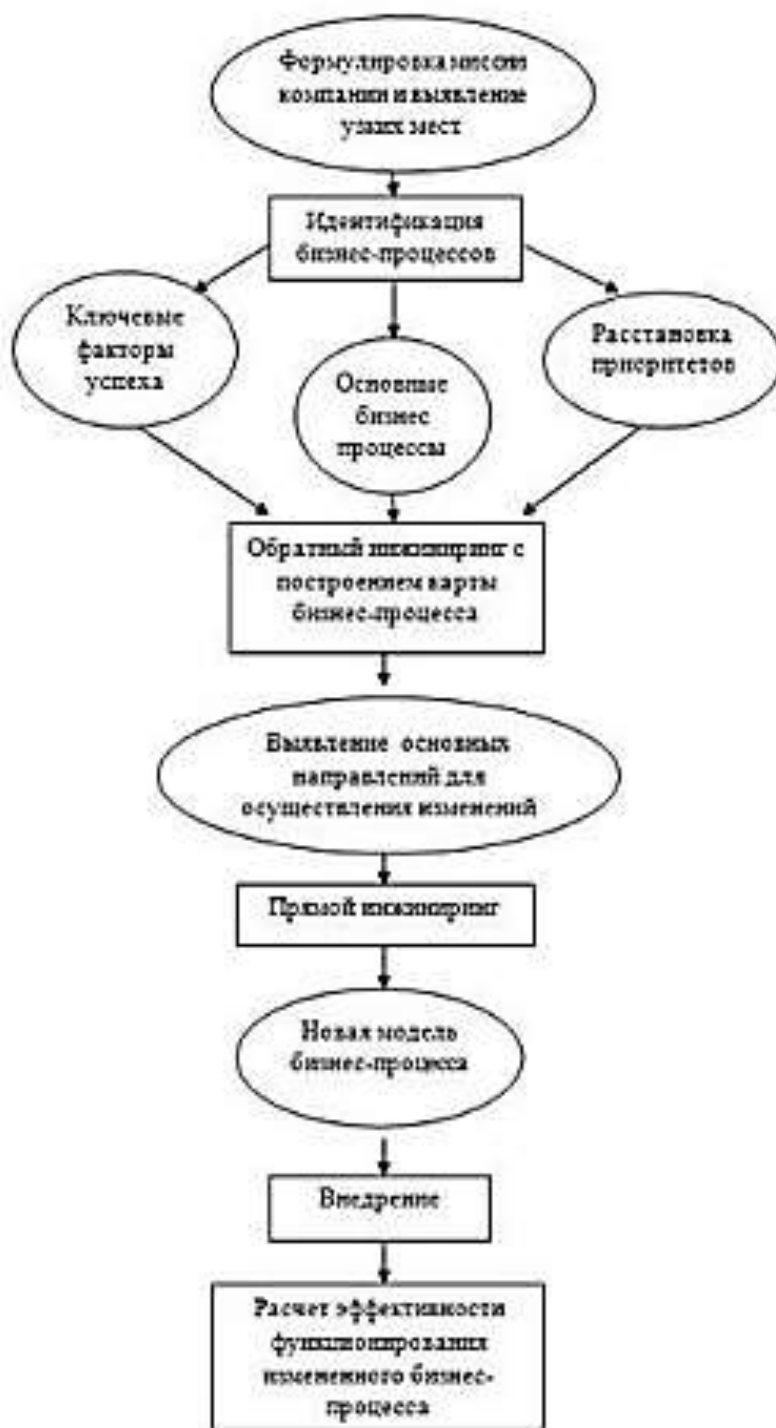 Формулировка миссии
компании и выявление
узких мест
Идентификация
бизнес-процессов
Ключевые
факторы
успеха
Основные
бизнес
процессы
Расстановка
приоритетов
Обратный инжиниринг с
построением карты
бизнес-процесса
Выявление основных
направлений для
осуществления изменений
Прямой инжиниринг
Новая модель
бизнес-процесса
Внедрение
Расчет эффективности
функционирования
измененного бизнес-
процесса